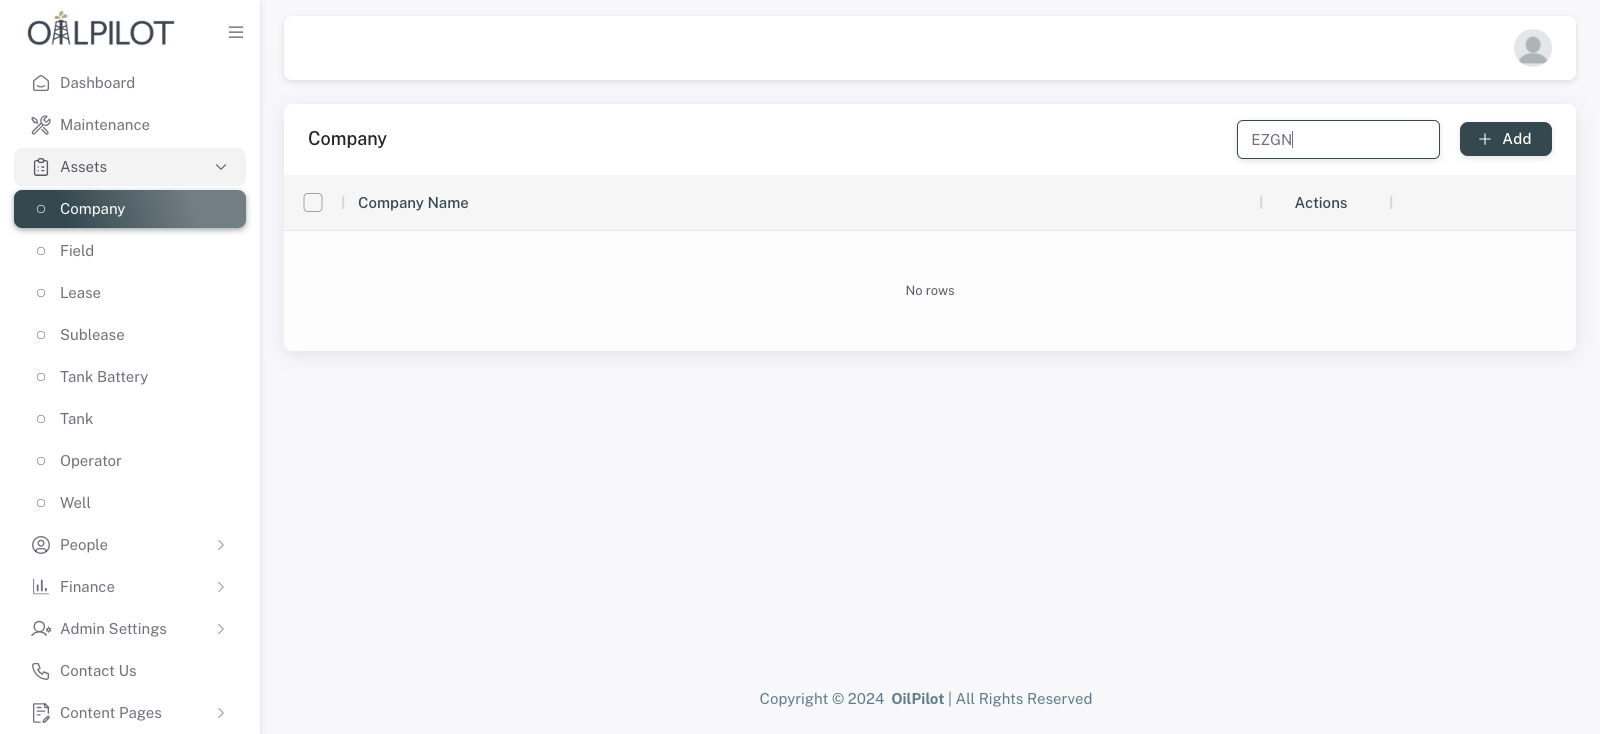 OILPILOT
Dashboard
Maintenance
Assets
Company
Field
Lease
Sublease
Tank Battery
Tank
Operator
Well
People
Finance
Admin Settings
Contact Us
Content Pages
Company
EZGN
Add
Company Name
Actions
No rows
Copyright © 2024 OilPilot | All Rights Reserved